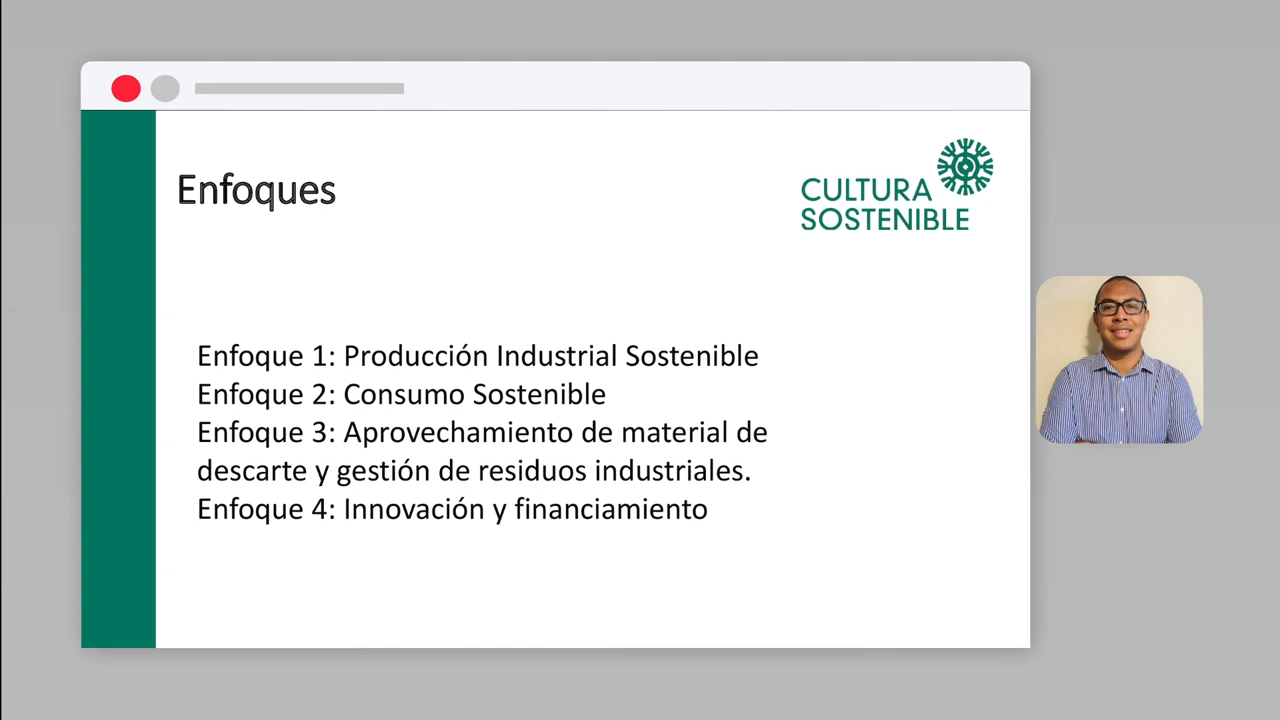 Enfoques
CULTURA
SOSTENIBLE
Enfoque 1: Producción Industrial Sostenible
Enfoque 2: Consumo Sostenible
Enfoque 3: Aprovechamiento de material de
descarte y gestión de residuos industriales.
Enfoque 4: Innovación y financiamiento